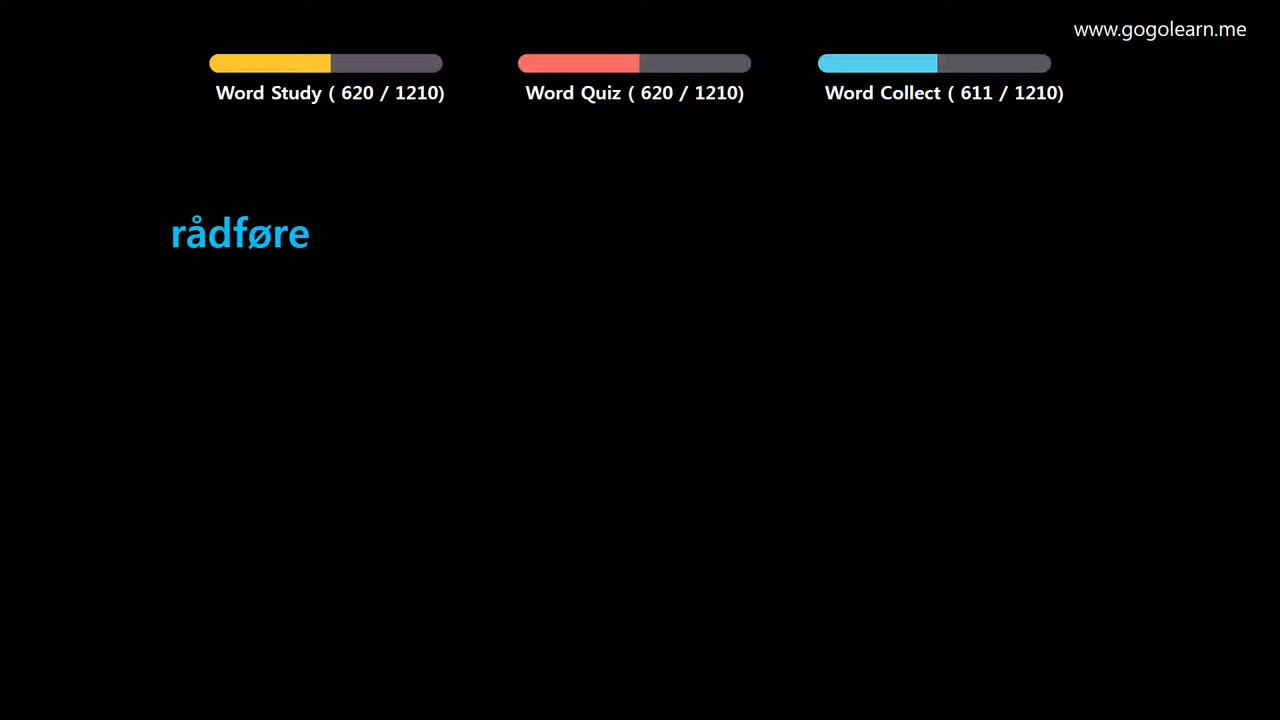 www.gogolearn.me
Word Study ( 620 / 1210)
Word Quiz ( 620 / 1210)
Word Collect ( 611 / 1210)
rådføre